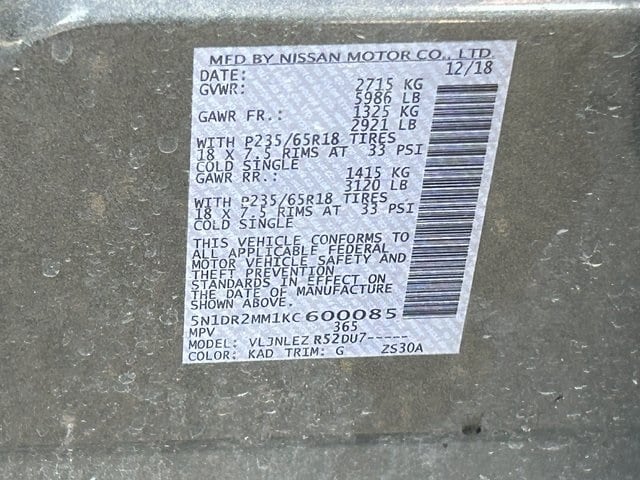 MFD BY NISSAN MOTOR CO., LTD
DATE: 12/18
GVWR: 2715 KG
5986 LB
GAWR FR.: 1325 KG
2921 LB
WITH P235/65R18 TIRES
18 X 7.5 RIMS AT 33 PSI
COLD SINGLE
GAWR RR.: 1415 KG
3120 LB
WITH P235/65R18 TIRES
18 X 7.5 RIMS AT 33 PSI
COLD SINGLE
THIS VEHICLE CONFORMS TO
ALL APPLICABLE FEDERAL
MOTOR VEHICLE SAFETY AND
THEFT PREVENTION
STANDARDS IN EFFECT ON
THE DATE OF MANUFACTURE
SHOWN ABOVE.
5N1DR2MM1KC600085
MPV 365
MODEL: VLJNLEZ R52DU7-----
COLOR: KAD TRIM: G ZS30A